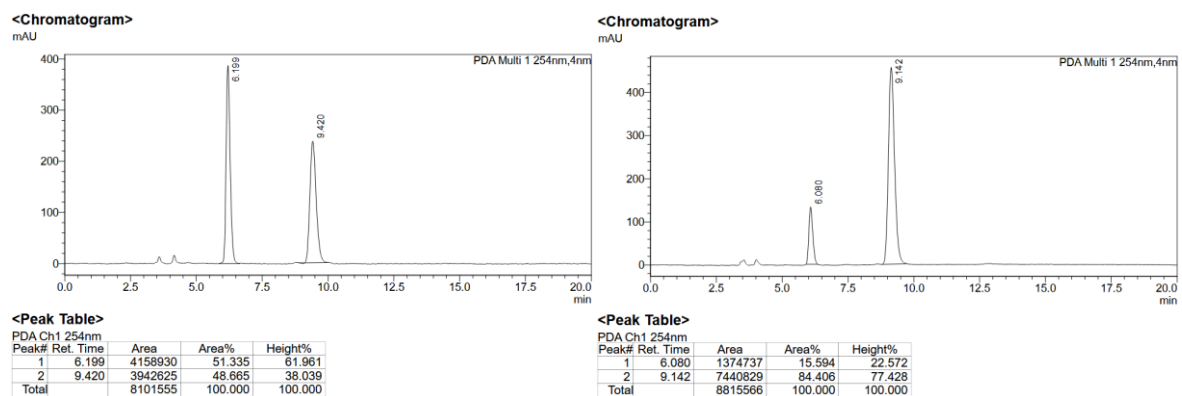 <Chromatogram>
mAU
PDA Multi 1 254nm,4nm
400
300
200
100
0
6.199
9.420
0.0 2.5 5.0 7.5 10.0 12.5 15.0 17.5 20.0
min
<Peak Table>
PDA Ch1 254nm
Peak# Ret. Time Area Area% Height%
1 6.199 4158930 51.335 61.961
2 9.420 3942625 48.665 38.039
Total 8101555 100.000 100.000
<Chromatogram>
mAU
PDA Multi 1 254nm,4nm
400
300
200
100
0
6.080
9.142
0.0 2.5 5.0 7.5 10.0 12.5 15.0 17.5 20.0
min
<Peak Table>
PDA Ch1 254nm
Peak# Ret. Time Area Area% Height%
1 6.080 1374737 15.594 22.572
2 9.142 7440829 84.406 77.428
Total 8815566 100.000 100.000